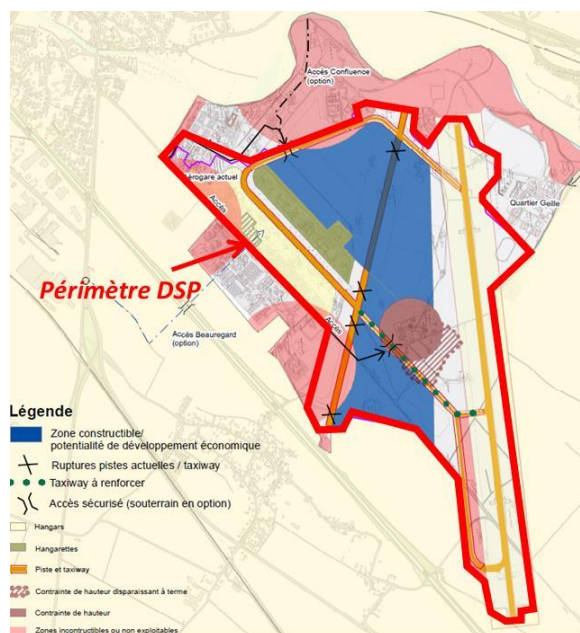 Accès Confluence
(option)
Aérogare actuel
Quartier Geille
Accès
Périmètre DSP
Accès
Accès Beauregard
(option)
Légende
Zone constructible/
potentialité de développement économique
Ruptures pistes actuelles / taxiway
Taxiway à renforcer
Accès sécurisé (souterrain en option)
Hangars
Hangarettes
Piste et taxiway
Contrainte de hauteur disparaissant à terme
Contrainte de hauteur
Zones inconstructibles ou non exploitables